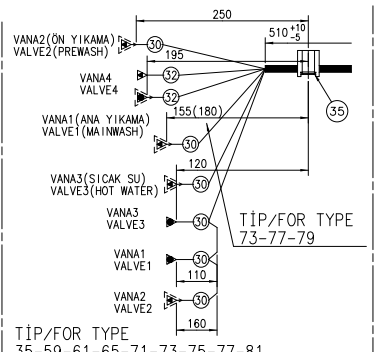 250
VANA2(ÖN YIKAMA)
VALVE2(PREWASH)
30
510 +10 -5
195
VANA4
VALVE4
32
32
35
155(180)
VANA1(ANA YIKAMA)
VALVE1(MAINWASH)
30
120
VANA3(SICAK SU)
VALVE3(HOT WATER)
30
VANA3
VALVE3
30
TİP/FOR TYPE
73-77-79
VANA1
VALVE1
30
110
VANA2
VALVE2
30
160
TİP/FOR TYPE
35-59-61-65-71-73-75-77-81